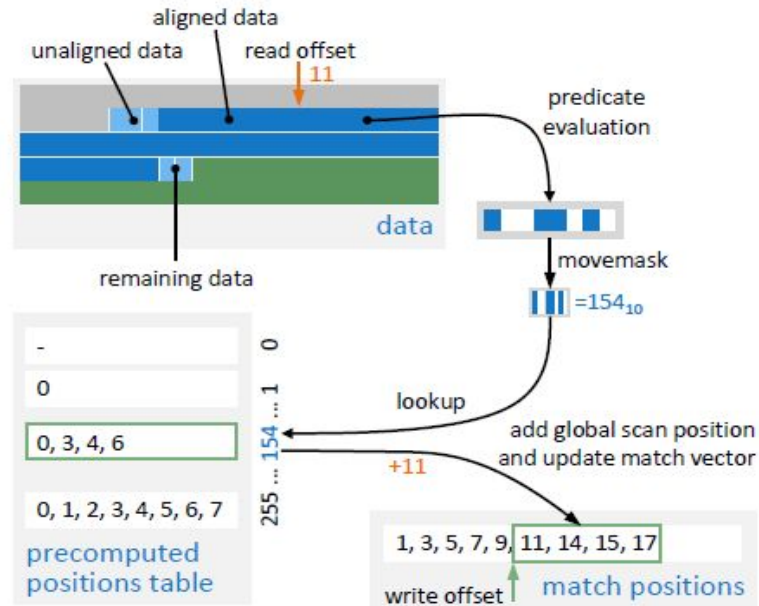 aligned data
unaligned data
read offset
11
predicate
evaluation
data
remaining data
movemask
=154₁₀
-
0
0, 3, 4, 6
0, 1, 2, 3, 4, 5, 6, 7
precomputed
positions table
0
1
...
154
...
255
lookup
+11
add global scan position
and update match vector
1, 3, 5, 7, 9, 11, 14, 15, 17
write offset
match positions